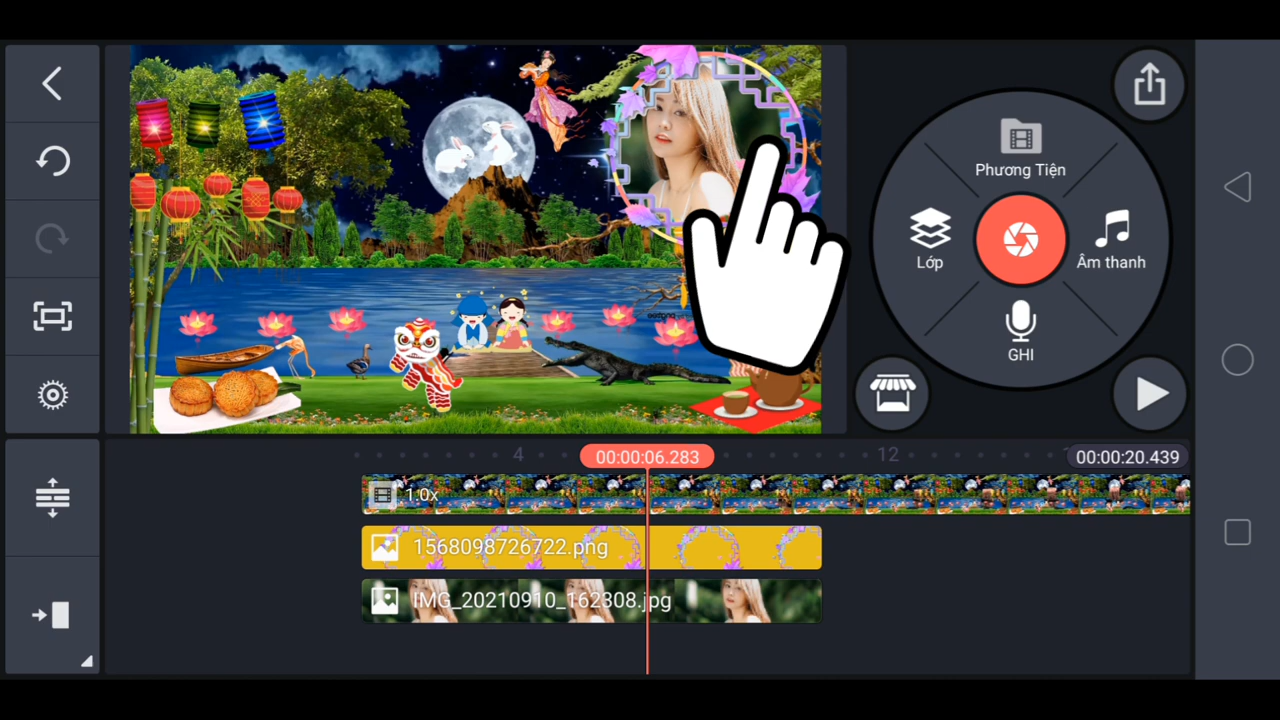 Phương Tiện
Lớp
Âm thanh
GHI
4
00:00:06.283
12
00:00:20.439
1.0x
1568098726722.png
IMG_20210910_162308.jpg